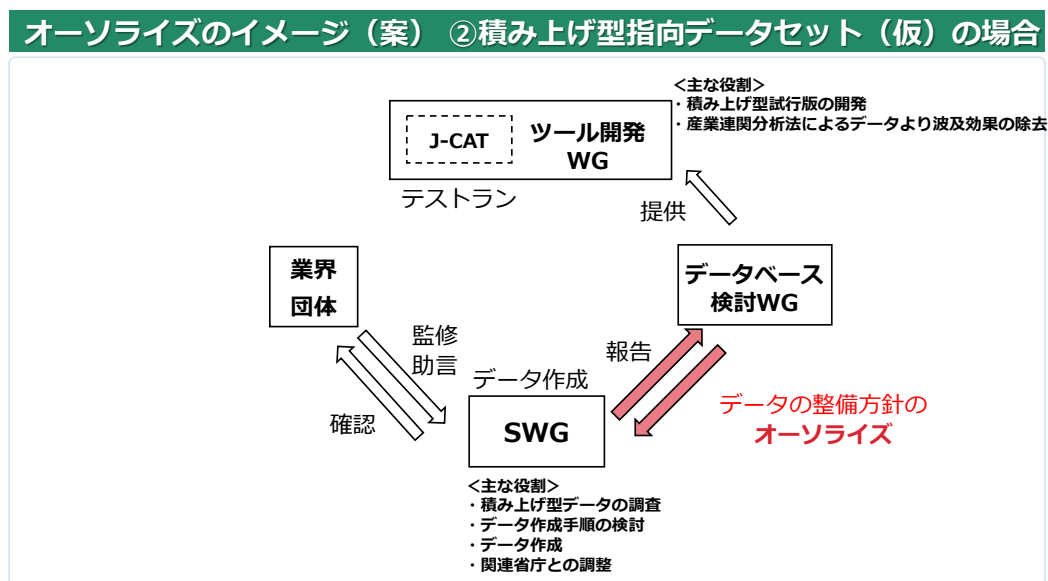 オーソライズのイメージ（案） ②積み上げ型指向データセット（仮）の場合
＜主な役割＞
・積み上げ型試行版の開発
・産業連関分析法によるデータより波及効果の除去
J-CAT
ツール開発
WG
テストラン
提供
業界
団体
データベース
検討WG
監修
助言
報告
データ作成
確認
SWG
データの整備方針の
オーソライズ
＜主な役割＞
・積み上げ型データの調査
・データ作成手順の検討
・データ作成
・関連省庁との調整